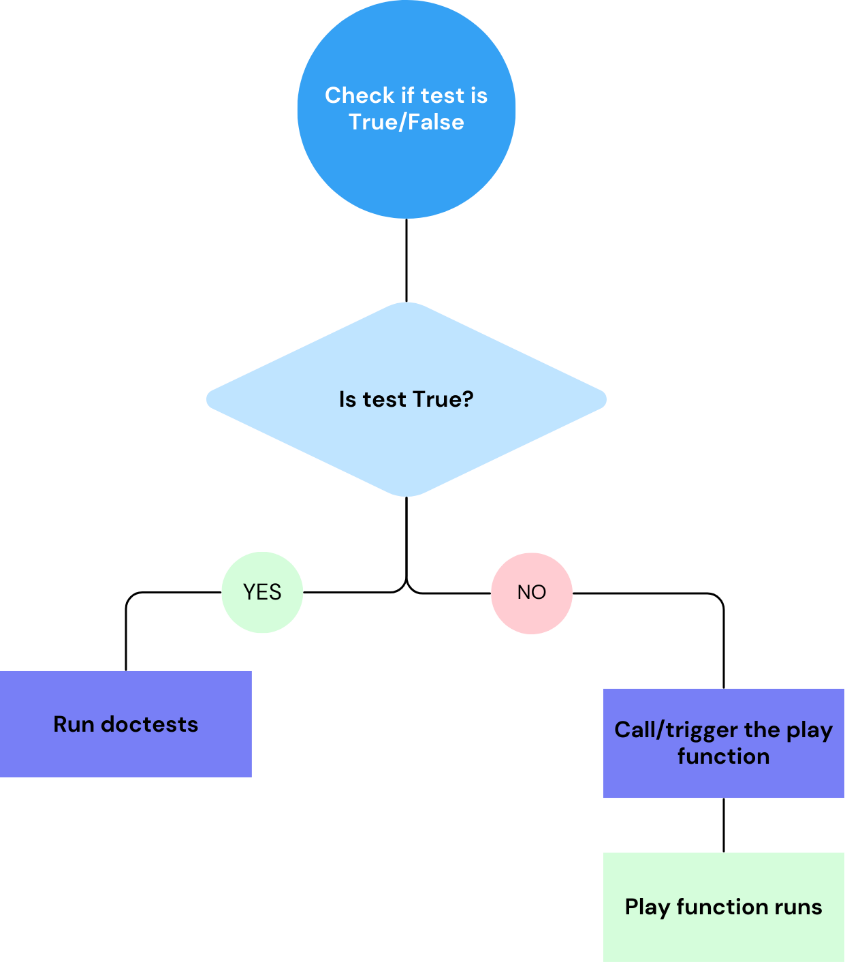 Check if test is
True/False
Is test True?
YES
NO
Run doctests
Call/trigger the play
function
Play function runs